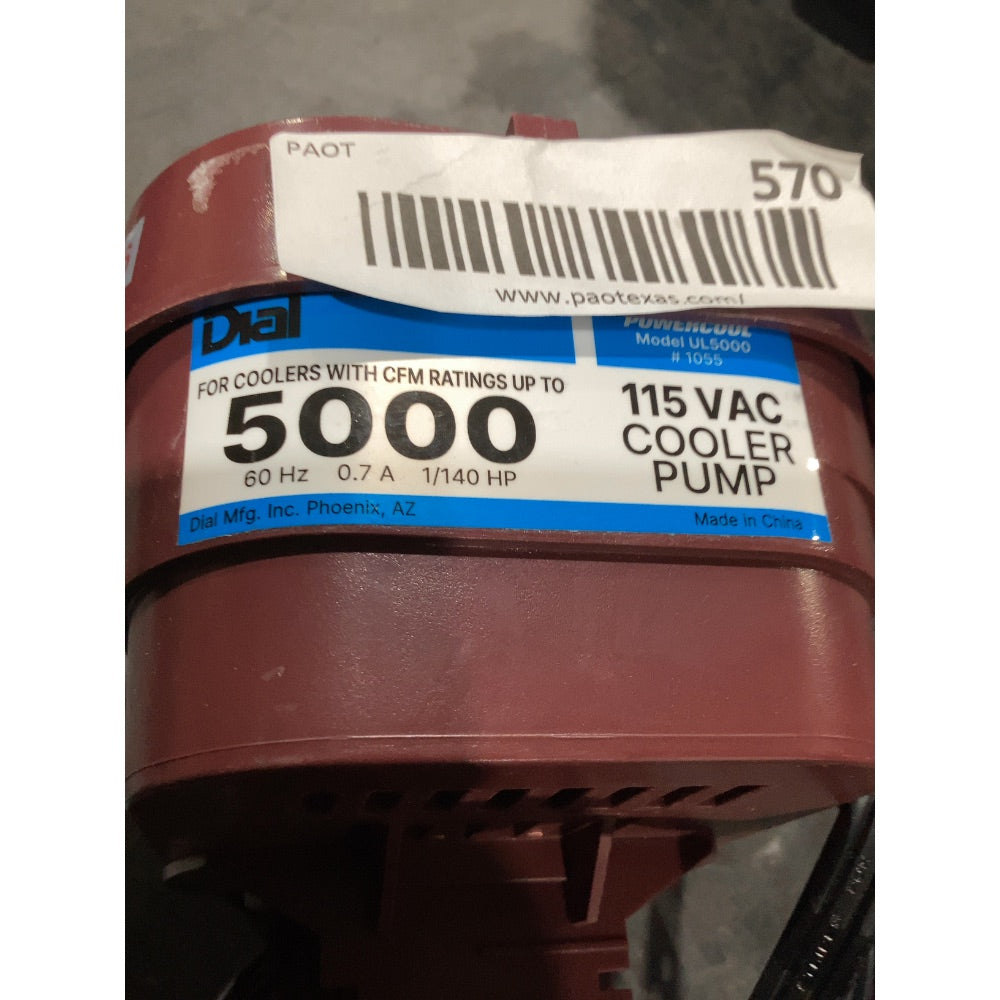 PAOT
570
www.paotexas.com/
Dial
POWERCOOL
Model UL5000
# 1055
FOR COOLERS WITH CFM RATINGS UP TO
5000
60 Hz 0.7 A 1/140 HP
115 VAC
COOLER
PUMP
Dial Mfg. Inc. Phoenix, AZ
Made in China